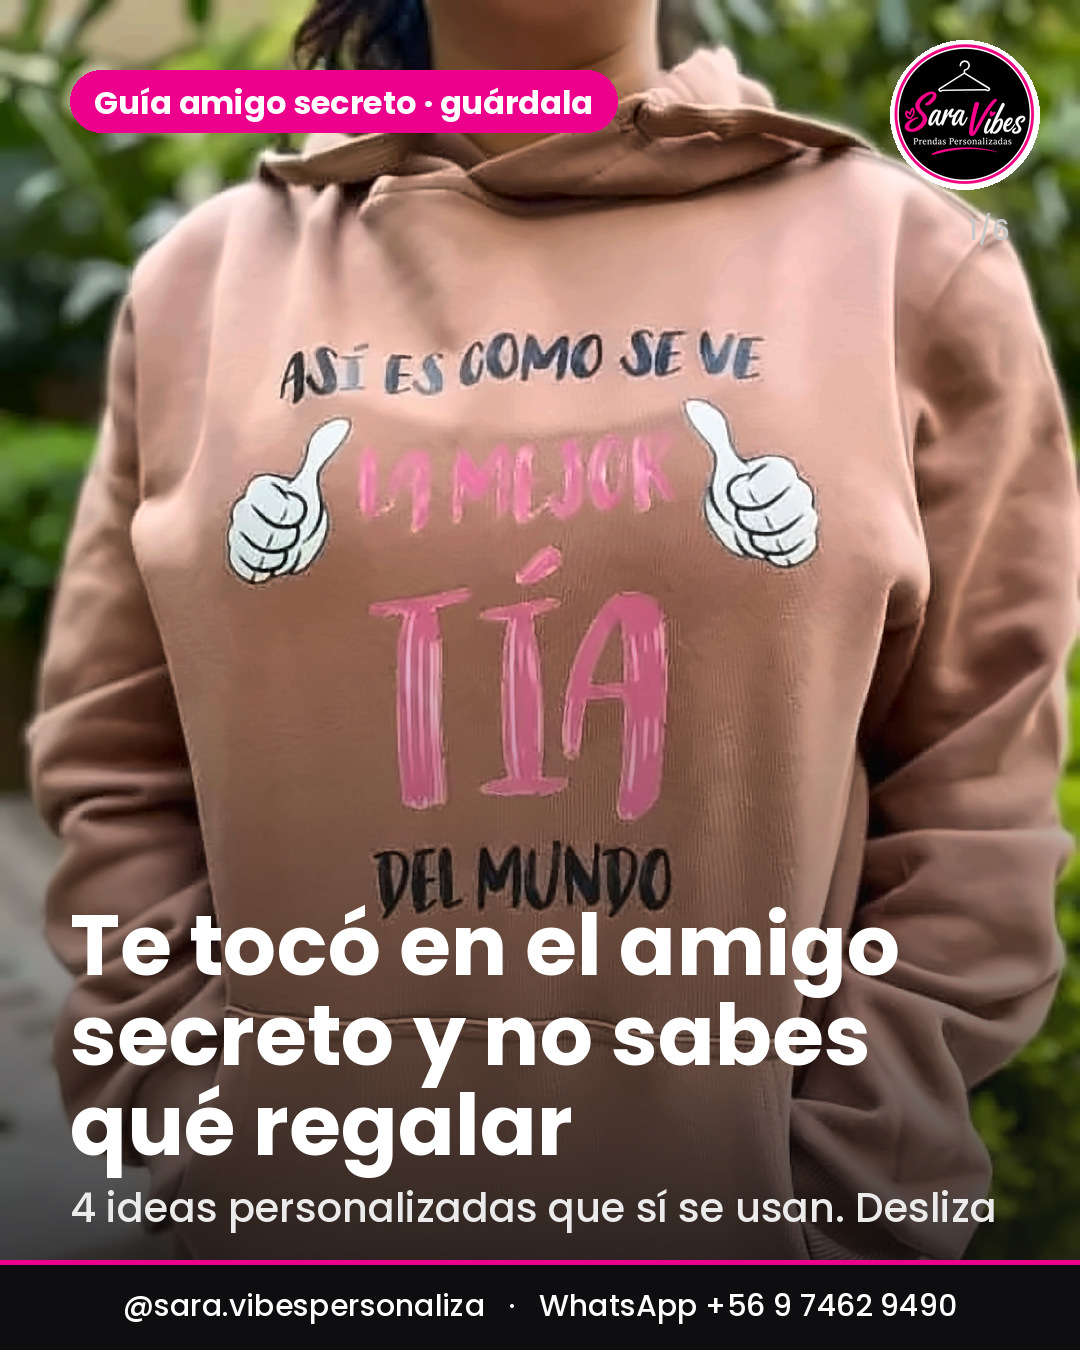 Guía amigo secreto · guárdala
Sara Vibes
Prendas Personalizadas
1/6
ASÍ ES COMO SE VE
LA MEJOR
TÍA
DEL MUNDO
Te tocó en el amigo
secreto y no sabes
qué regalar
4 ideas personalizadas que sí se usan. Desliza
@sara.vibespersonaliza · WhatsApp +56 9 7462 9490